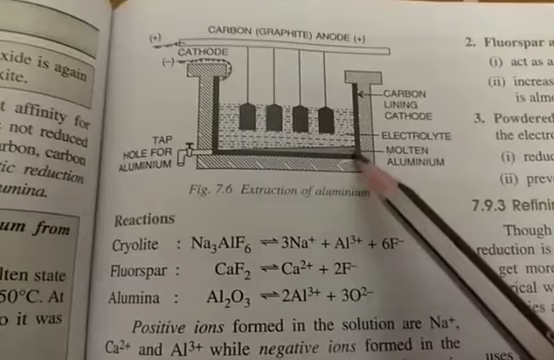 xide is again
kite.
t affinity for
not reduced
arbon, carbon
ric reduction
umina.
um from
lten state
50°C. At
o it was
CARBON (GRAPHITE) ANODE (+)
(+)
CATHODE
(–)
CARBON
LINING
CATHODE
ELECTROLYTE
MOLTEN
ALUMINIUM
TAP
HOLE FOR
ALUMINIUM
Fig. 7.6 Extraction of aluminium
Reactions
Cryolite : Na₃AlF₆ ⇌ 3Na⁺ + Al³⁺ + 6F⁻
Fluorspar : CaF₂ ⇌ Ca²⁺ + 2F⁻
Alumina : Al₂O₃ ⇌ 2Al³⁺ + 3O²⁻
Positive ions formed in the solution are Na⁺,
Ca²⁺ and Al³⁺ while negative ions formed in the
2. Fluorspar a
(i) act as a
(ii) increas
is almo
3. Powdered
the electro
(i) reduc
(ii) prev
7.9.3 Refini
Though
reduction is
get more
rical w
uses